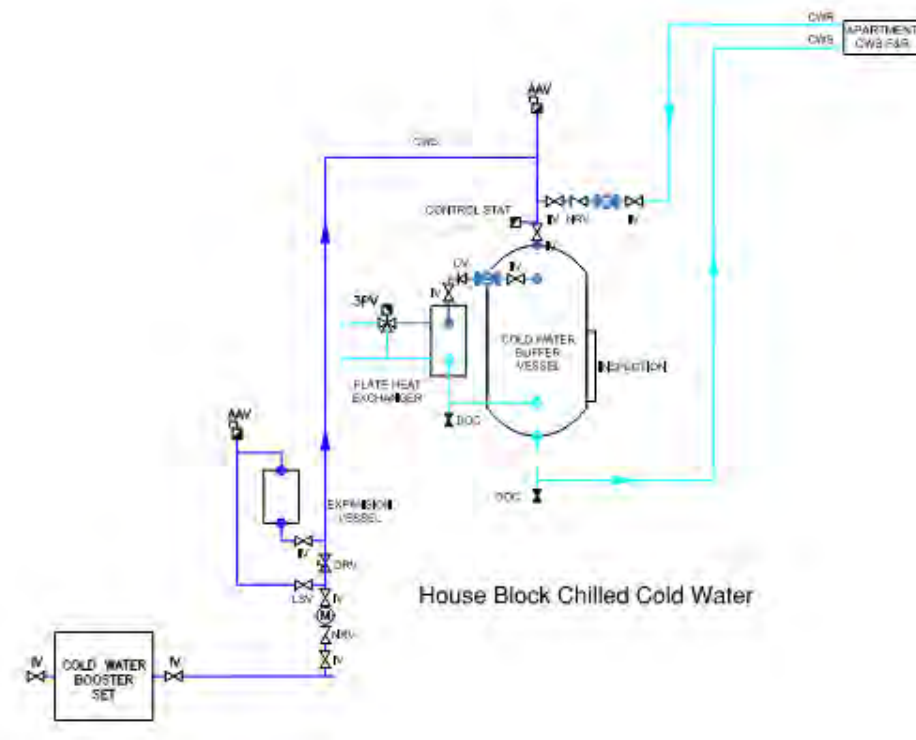 CWR
CWS
APARTMENT
CWS F&R
AAV
CWS
CONTROL STAT
IV
NRV
IV
IV
IV
IV
3PV
COLD WATER
BUFFER
VESSEL
INSPECTION
PLATE HEAT
EXCHANGER
DOC
AAV
DOC
EXPANSION
VESSEL
IV
DRV
LSV
IV
M
House Block Chilled Cold Water
NRV
IV
IV
COLD WATER
BOOSTER
SET
IV